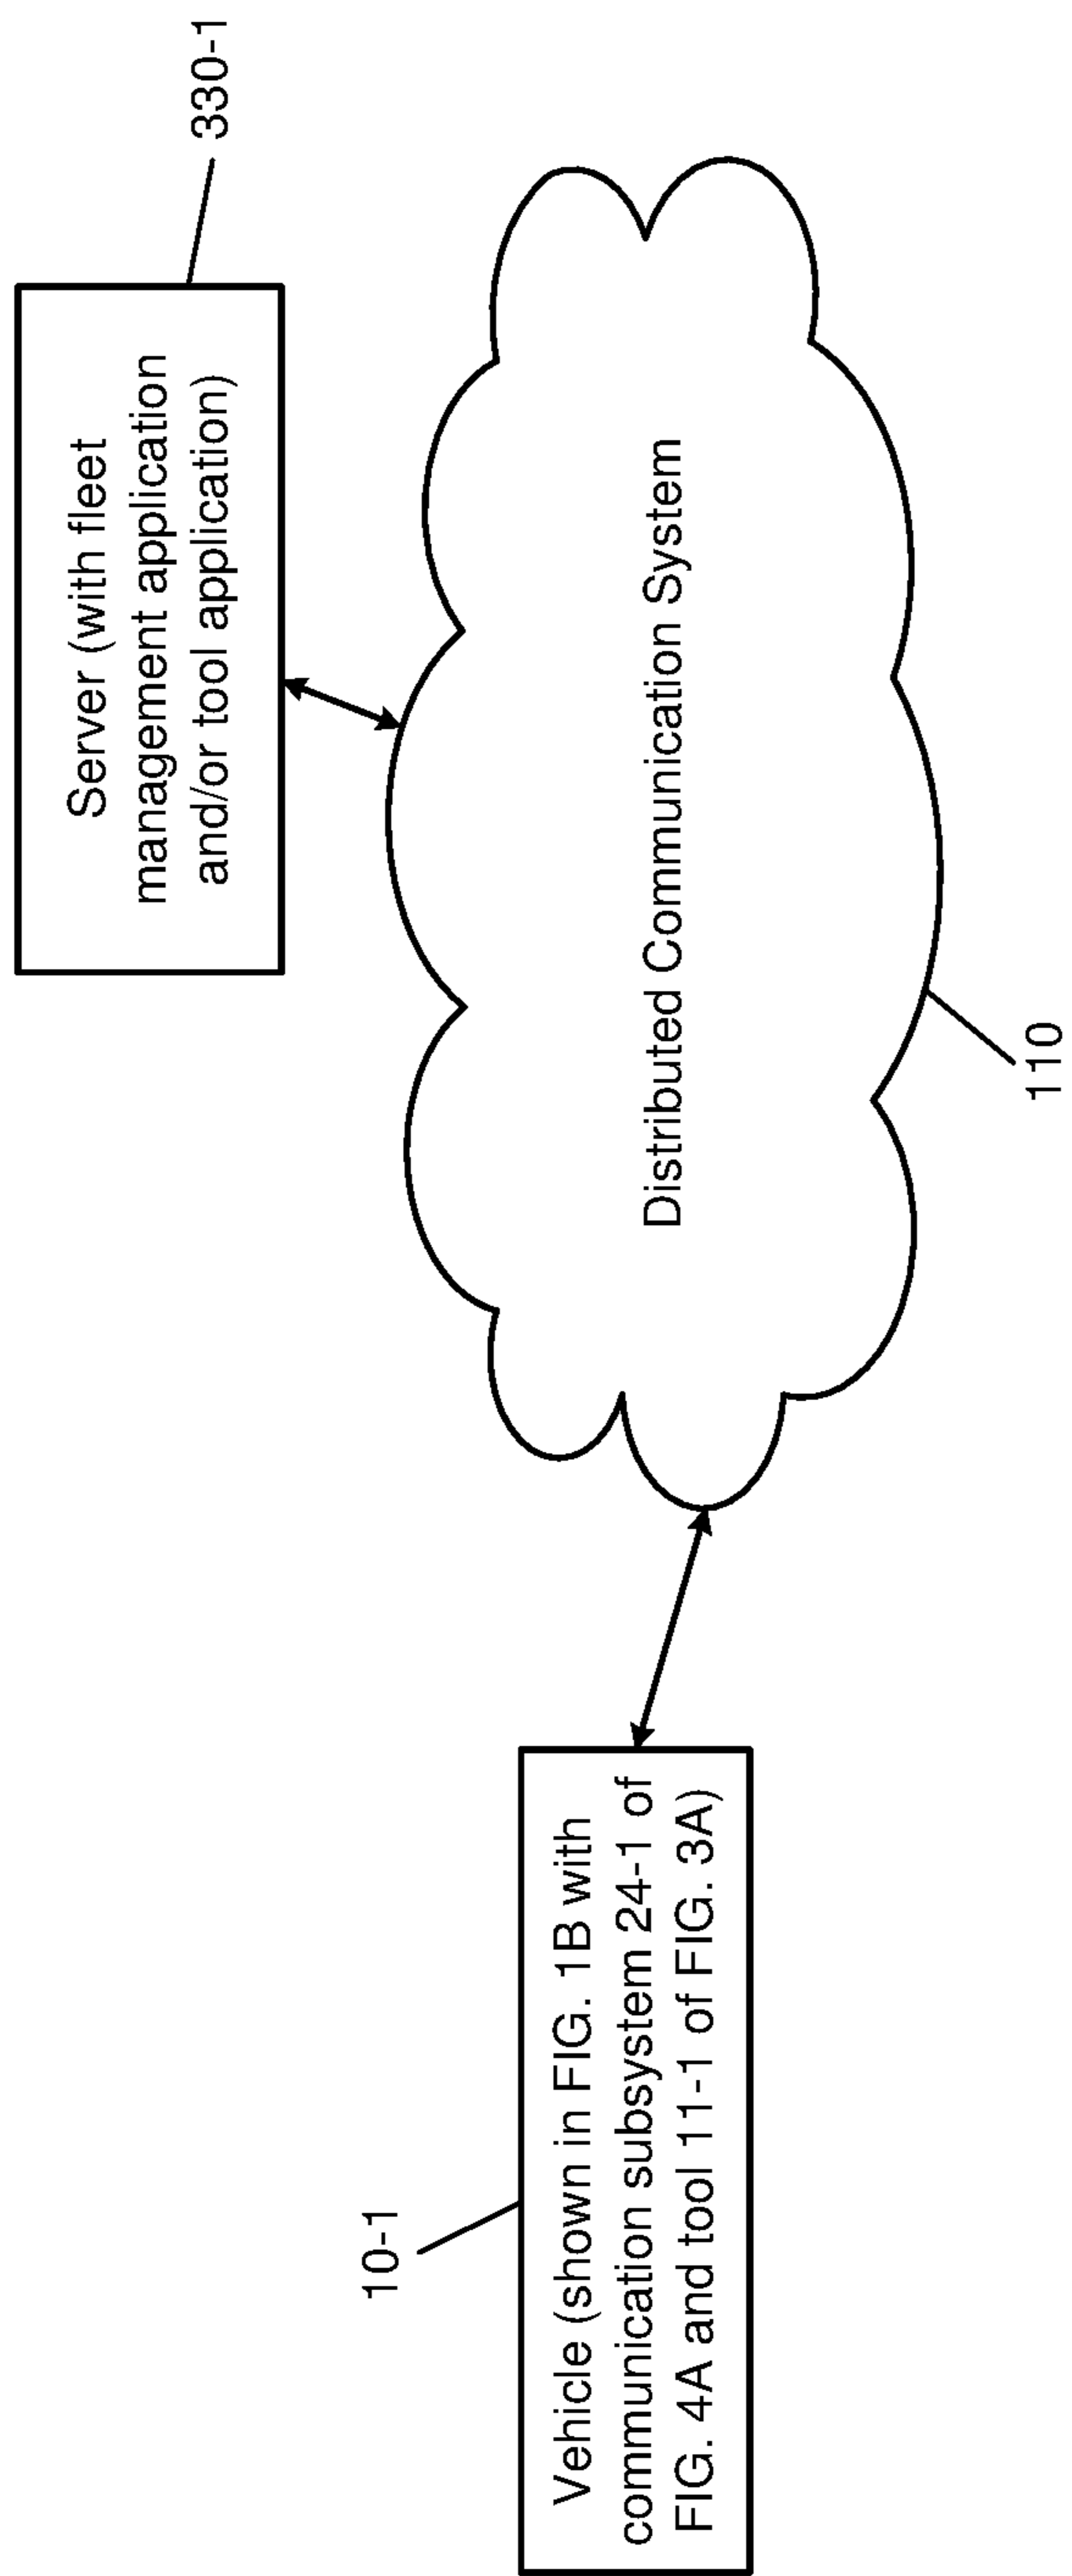 330-1
Server (with fleet
management application
and/or tool application)
Distributed Communication System
110
10-1
Vehicle (shown in FIG. 1B with
communication subsystem 24-1 of
FIG. 4A and tool 11-1 of FIG. 3A)